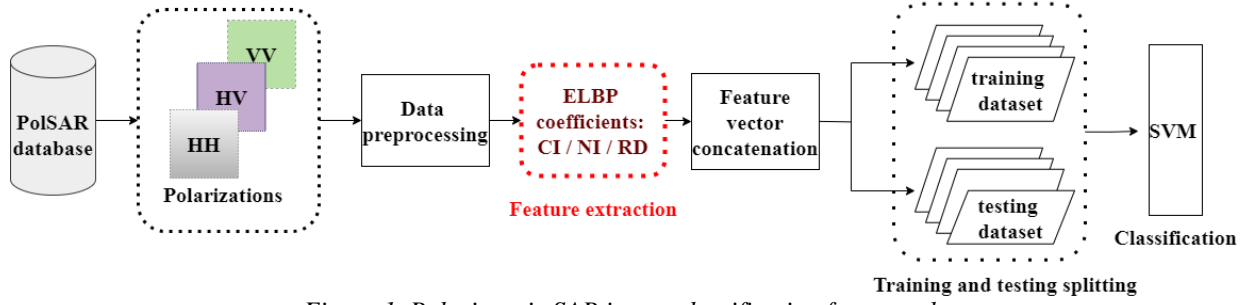 PolSAR
database
VV
HV
HH
Polarizations
Data
preprocessing
ELBP
coefficients:
CI / NI / RD
Feature extraction
Feature
vector
concatenation
training
dataset
testing
dataset
Training and testing splitting
SVM
Classification